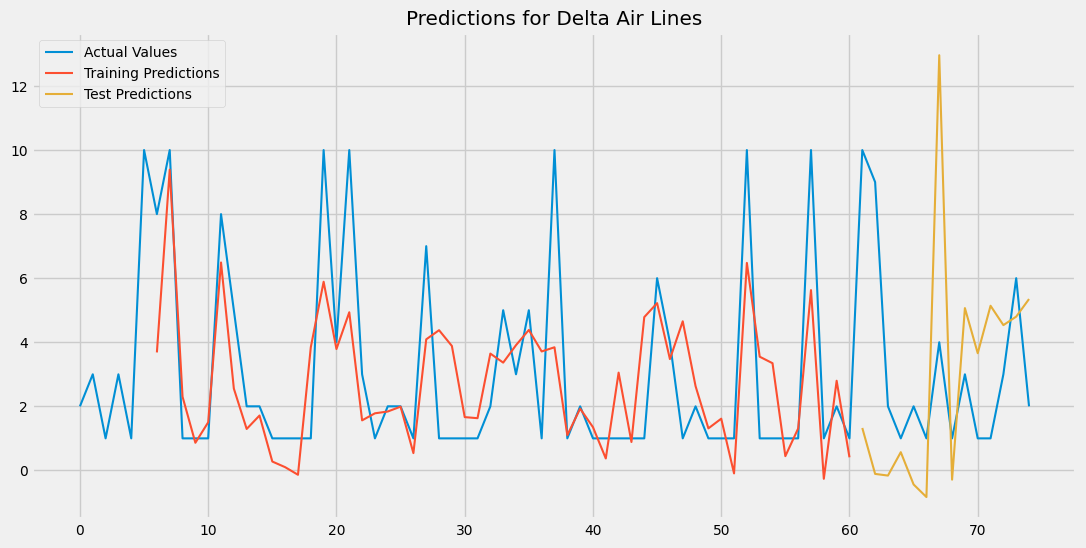 Predictions for Delta Air Lines
Actual Values
Training Predictions
Test Predictions
12
10
8
6
4
2
0
0 10 20 30 40 50 60 70